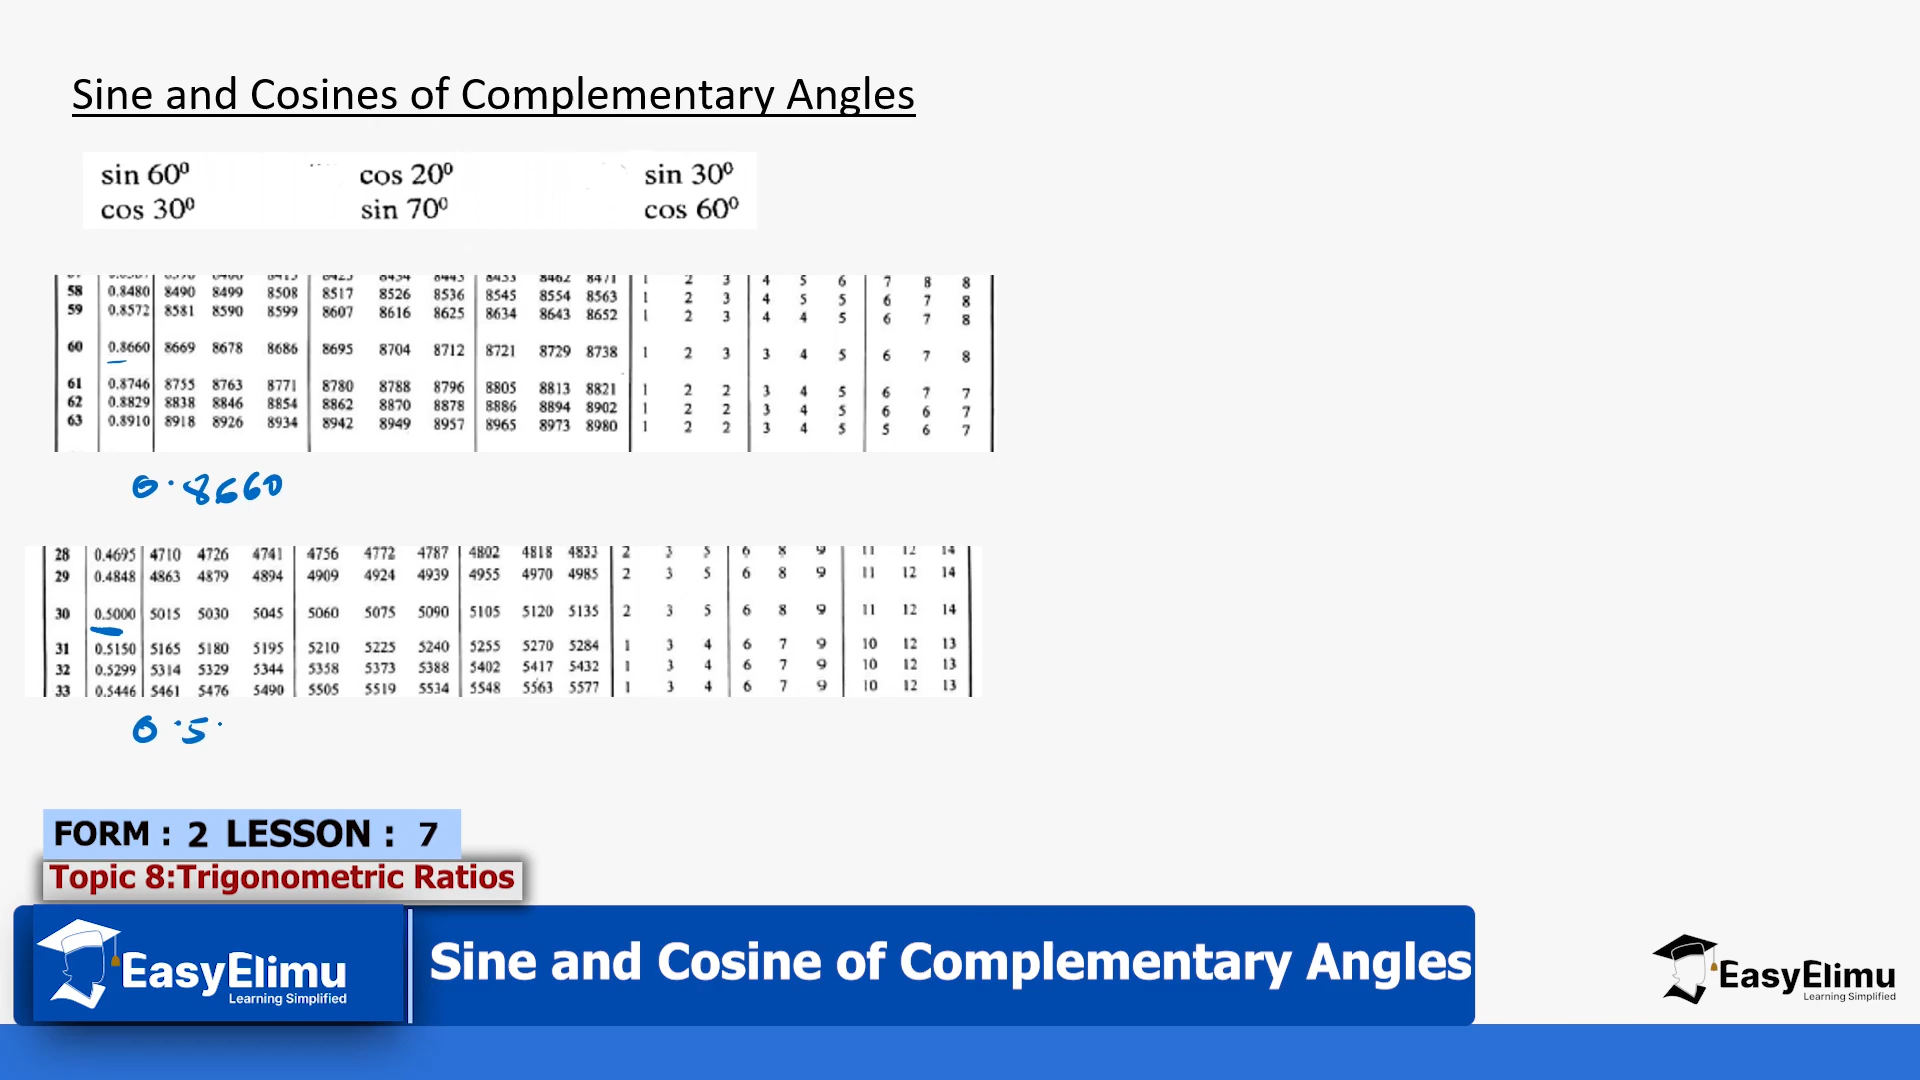 Sine and Cosines of Complementary Angles
sin 60⁰ cos 20⁰ sin 30⁰
cos 30⁰ sin 70⁰ cos 60⁰
58 0.8480 8490 8499 8508 8517 8526 8536 8545 8554 8563 1 2 3 4 5 5 6 7 8
59 0.8572 8581 8590 8599 8607 8616 8625 8634 8643 8652 1 2 3 4 4 5 6 7 8
60 0.8660 8669 8678 8686 8695 8704 8712 8721 8729 8738 1 2 3 3 4 5 6 7 8
61 0.8746 8755 8763 8771 8780 8788 8796 8805 8813 8821 1 2 2 3 4 5 6 7 7
62 0.8829 8838 8846 8854 8862 8870 8878 8886 8894 8902 1 2 2 3 4 5 6 6 7
63 0.8910 8918 8926 8934 8942 8949 8957 8965 8973 8980 1 2 2 3 4 5 5 6 7
0.8660
28 0.4695 4710 4726 4741 4756 4772 4787 4802 4818 4833 2 3 5 6 8 9 11 12 14
29 0.4848 4863 4879 4894 4909 4924 4939 4955 4970 4985 2 3 5 6 8 9 11 12 14
30 0.5000 5015 5030 5045 5060 5075 5090 5105 5120 5135 2 3 5 6 8 9 11 12 14
31 0.5150 5165 5180 5195 5210 5225 5240 5255 5270 5284 1 3 4 6 7 9 10 12 13
32 0.5299 5314 5329 5344 5358 5373 5388 5402 5417 5432 1 3 4 6 7 9 10 12 13
33 0.5446 5461 5476 5490 5505 5519 5534 5548 5563 5577 1 3 4 6 7 9 10 12 13
0.5
FORM : 2 LESSON : 7
Topic 8:Trigonometric Ratios
EasyElimu
Learning Simplified
Sine and Cosine of Complementary Angles
EasyElimu
Learning Simplified